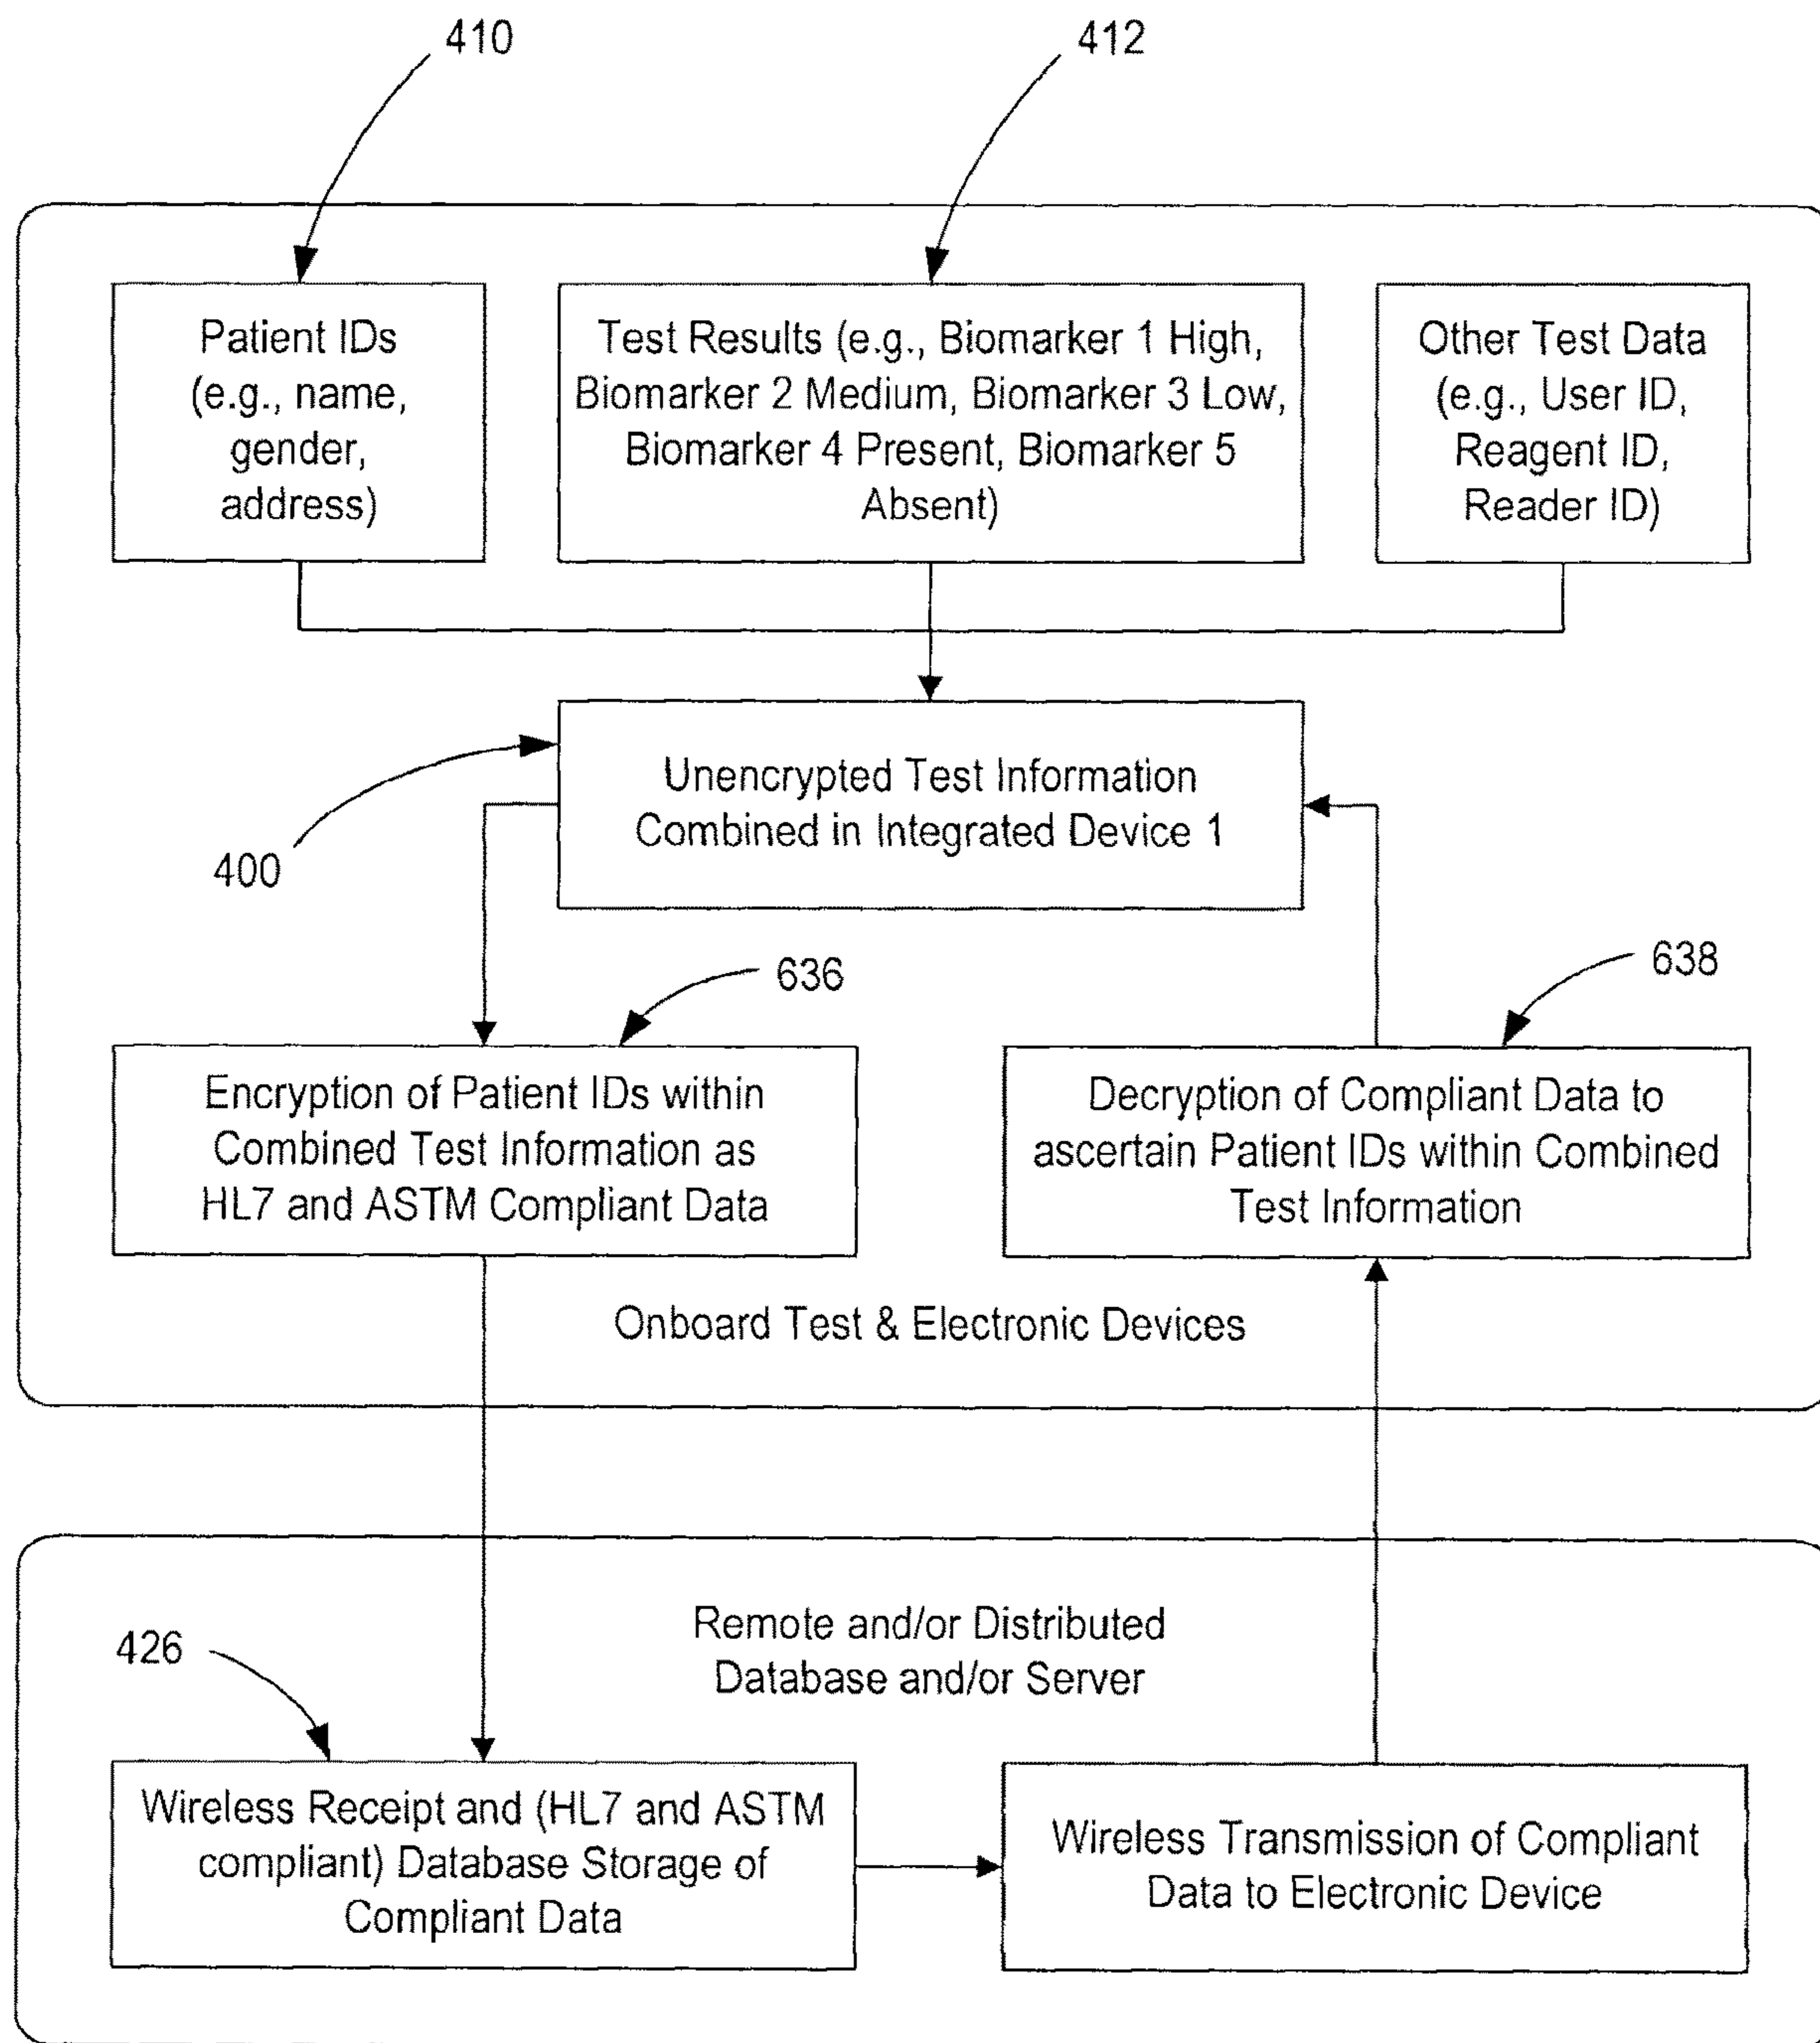 410
412
Patient IDs
(e.g., name,
gender,
address)
Test Results (e.g., Biomarker 1 High,
Biomarker 2 Medium, Biomarker 3 Low,
Biomarker 4 Present, Biomarker 5
Absent)
Other Test Data
(e.g., User ID,
Reagent ID,
Reader ID)
Unencrypted Test Information
Combined in Integrated Device 1
400
636
638
Encryption of Patient IDs within
Combined Test Information as
HL7 and ASTM Compliant Data
Decryption of Compliant Data to
ascertain Patient IDs within Combined
Test Information
Onboard Test & Electronic Devices
Remote and/or Distributed
Database and/or Server
426
Wireless Receipt and (HL7 and ASTM
compliant) Database Storage of
Compliant Data
Wireless Transmission of Compliant
Data to Electronic Device